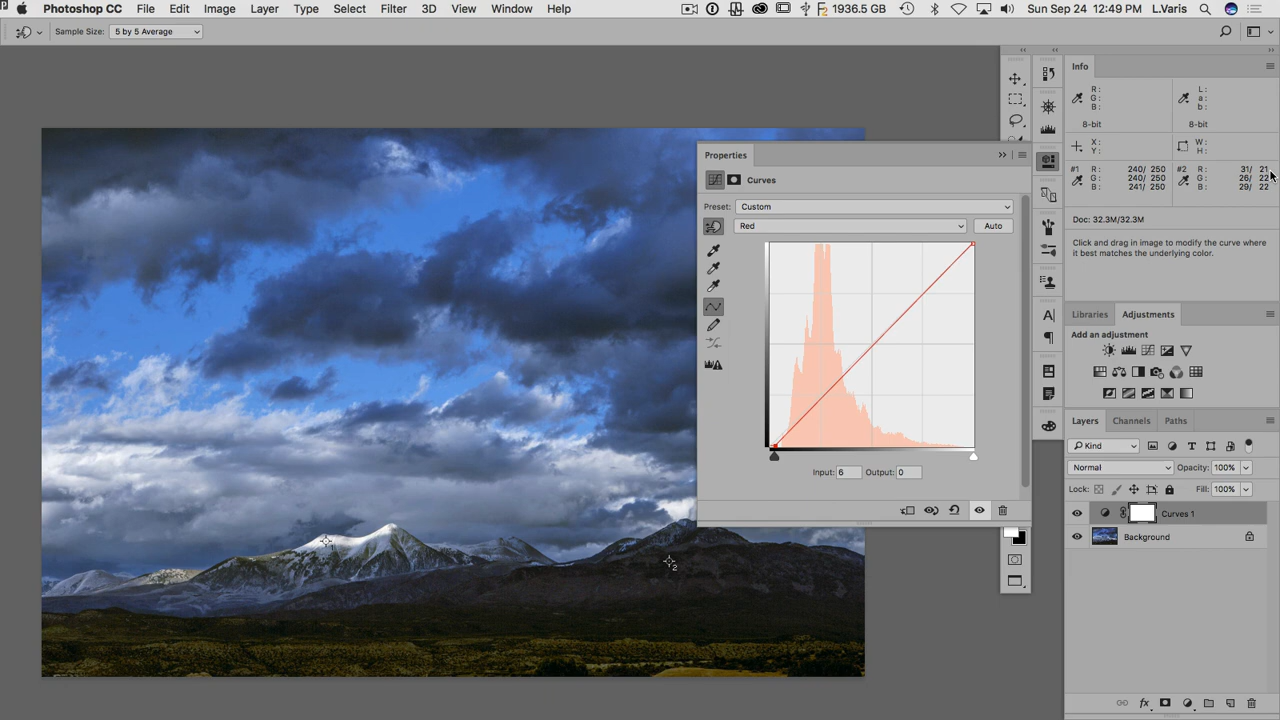 Photoshop CC File Edit Image Layer Type Select Filter 3D View Window Help 1936.5 GB Sun Sep 24 12:49 PM L.Varis
Sample Size: 5 by 5 Average
Info
R: L:
G: a:
B: b:
8-bit 8-bit
X: W:
Y: H:
#1 R: 240/ 250 #2 R: 31/ 21
G: 240/ 250 G: 26/ 22
B: 241/ 250 B: 29/ 22
Doc: 32.3M/32.3M
Click and drag in image to modify the curve where
it best matches the underlying color.
Properties
Curves
Preset: Custom
Red Auto
Input: 6 Output: 0
Libraries Adjustments
Add an adjustment
Layers Channels Paths
Kind
Normal Opacity: 100%
Lock: Fill: 100%
Curves 1
Background
1
2